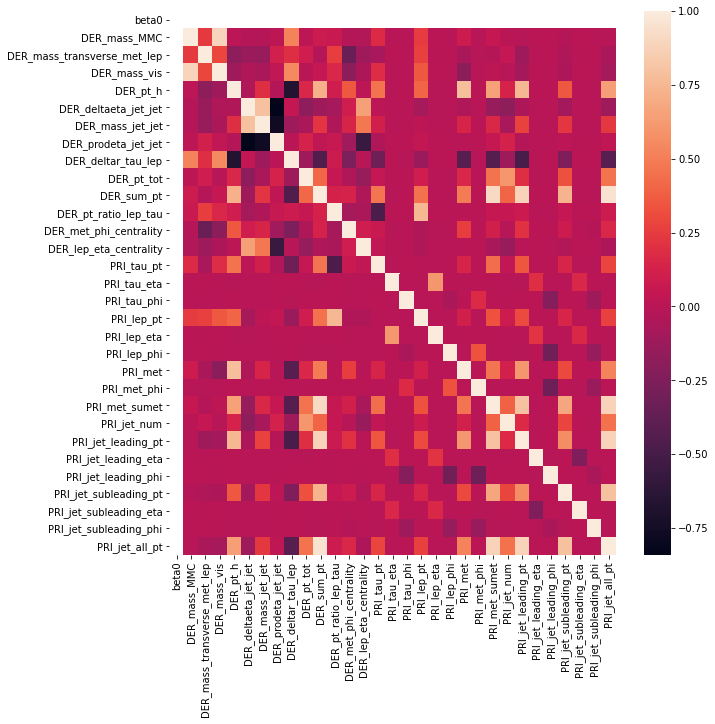 beta0
DER_mass_MMC
DER_mass_transverse_met_lep
DER_mass_vis
DER_pt_h
DER_deltaeta_jet_jet
DER_mass_jet_jet
DER_prodeta_jet_jet
DER_deltar_tau_lep
DER_pt_tot
DER_sum_pt
DER_pt_ratio_lep_tau
DER_met_phi_centrality
DER_lep_eta_centrality
PRI_tau_pt
PRI_tau_eta
PRI_tau_phi
PRI_lep_pt
PRI_lep_eta
PRI_lep_phi
PRI_met
PRI_met_phi
PRI_met_sumet
PRI_jet_num
PRI_jet_leading_pt
PRI_jet_leading_eta
PRI_jet_leading_phi
PRI_jet_subleading_pt
PRI_jet_subleading_eta
PRI_jet_subleading_phi
PRI_jet_all_pt
beta0
DER_mass_MMC
DER_mass_transverse_met_lep
DER_mass_vis
DER_pt_h
DER_deltaeta_jet_jet
DER_mass_jet_jet
DER_prodeta_jet_jet
DER_deltar_tau_lep
DER_pt_tot
DER_sum_pt
DER_pt_ratio_lep_tau
DER_met_phi_centrality
DER_lep_eta_centrality
PRI_tau_pt
PRI_tau_eta
PRI_tau_phi
PRI_lep_pt
PRI_lep_eta
PRI_lep_phi
PRI_met
PRI_met_phi
PRI_met_sumet
PRI_jet_num
PRI_jet_leading_pt
PRI_jet_leading_eta
PRI_jet_leading_phi
PRI_jet_subleading_pt
PRI_jet_subleading_eta
PRI_jet_subleading_phi
PRI_jet_all_pt
1.00
0.75
0.50
0.25
0.00
−0.25
−0.50
−0.75